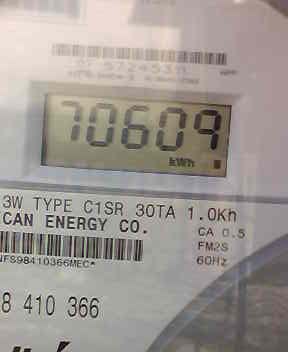 70609
kWh
3W TYPE C1SR 30TA 1.0Kh
CAN ENERGY CO.
CA 0.5
FM2S
60Hz
NFS98410366MEC*
8 410 366